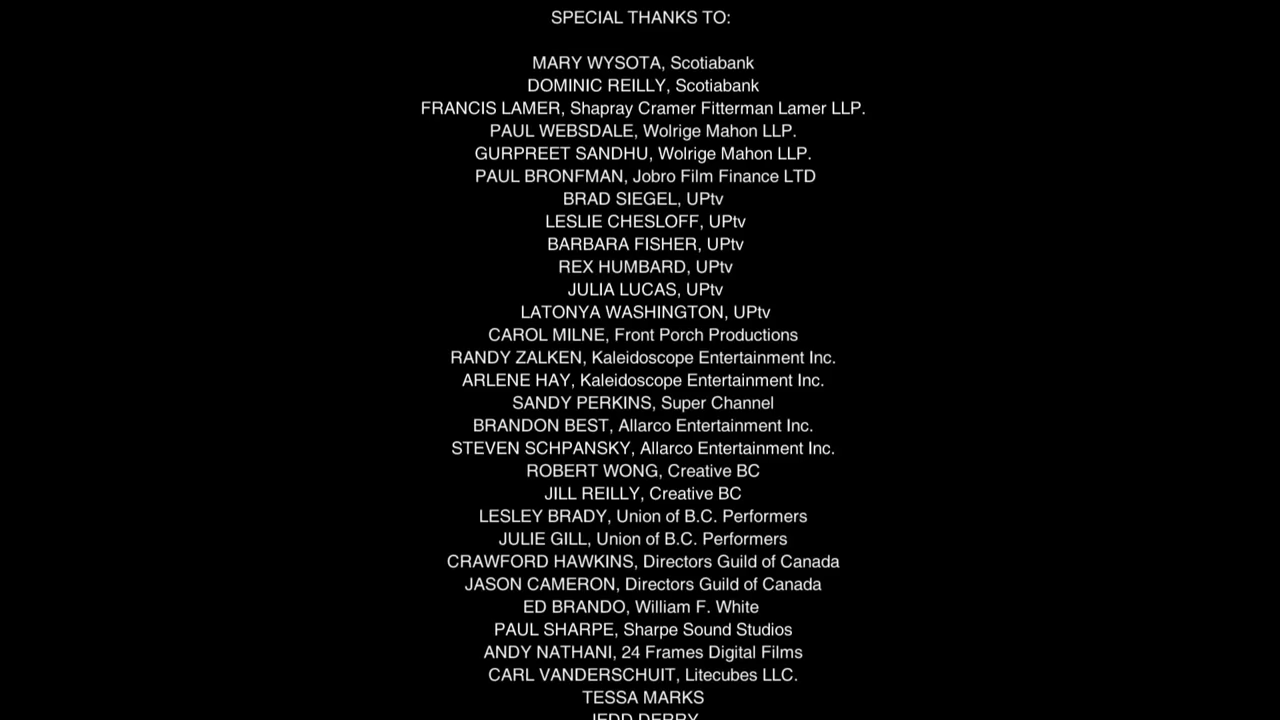 SPECIAL THANKS TO:
MARY WYSOTA, Scotiabank
DOMINIC REILLY, Scotiabank
FRANCIS LAMER, Shapray Cramer Fitterman Lamer LLP.
PAUL WEBSDALE, Wolrige Mahon LLP.
GURPREET SANDHU, Wolrige Mahon LLP.
PAUL BRONFMAN, Jobro Film Finance LTD
BRAD SIEGEL, UPtv
LESLIE CHESLOFF, UPtv
BARBARA FISHER, UPtv
REX HUMBARD, UPtv
JULIA LUCAS, UPtv
LATONYA WASHINGTON, UPtv
CAROL MILNE, Front Porch Productions
RANDY ZALKEN, Kaleidoscope Entertainment Inc.
ARLENE HAY, Kaleidoscope Entertainment Inc.
SANDY PERKINS, Super Channel
BRANDON BEST, Allarco Entertainment Inc.
STEVEN SCHPANSKY, Allarco Entertainment Inc.
ROBERT WONG, Creative BC
JILL REILLY, Creative BC
LESLEY BRADY, Union of B.C. Performers
JULIE GILL, Union of B.C. Performers
CRAWFORD HAWKINS, Directors Guild of Canada
JASON CAMERON, Directors Guild of Canada
ED BRANDO, William F. White
PAUL SHARPE, Sharpe Sound Studios
ANDY NATHANI, 24 Frames Digital Films
CARL VANDERSCHUIT, Litecubes LLC.
TESSA MARKS
JEDD DERRY